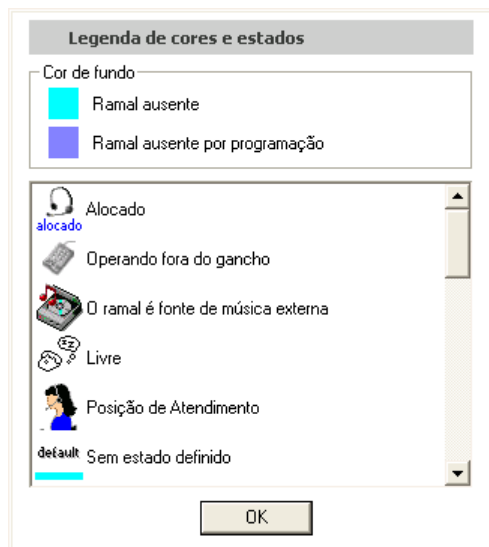 Legenda de cores e estados
Cor de fundo
Ramal ausente
Ramal ausente por programação
alocado
Alocado
Operando fora do gancho
O ramal é fonte de música externa
Livre
Posição de Atendimento
default
Sem estado definido
OK